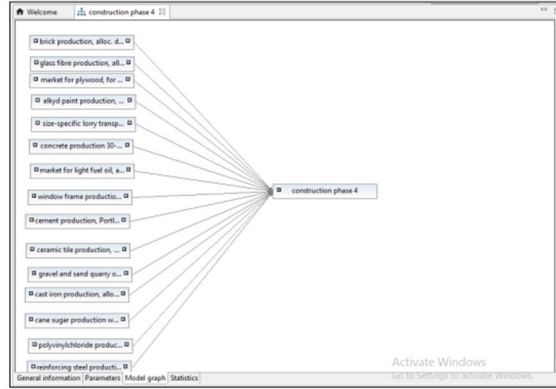 Welcome
construction phase 4
brick production, alloc. d...
glass fibre production, all...
market for plywood, for ...
alkyd paint production, ...
size-specific lorry transp...
concrete production 30-...
market for light fuel oil, a...
construction phase 4
window frame productio...
cement production, Portl...
ceramic tile production, ...
gravel and sand quarry o...
cast iron production, allo...
cane sugar production w...
polyvinylchloride produc...
reinforcing steel producti...
Activate Windows
Go to Settings to activate Windows.
General information Parameters Model graph Statistics